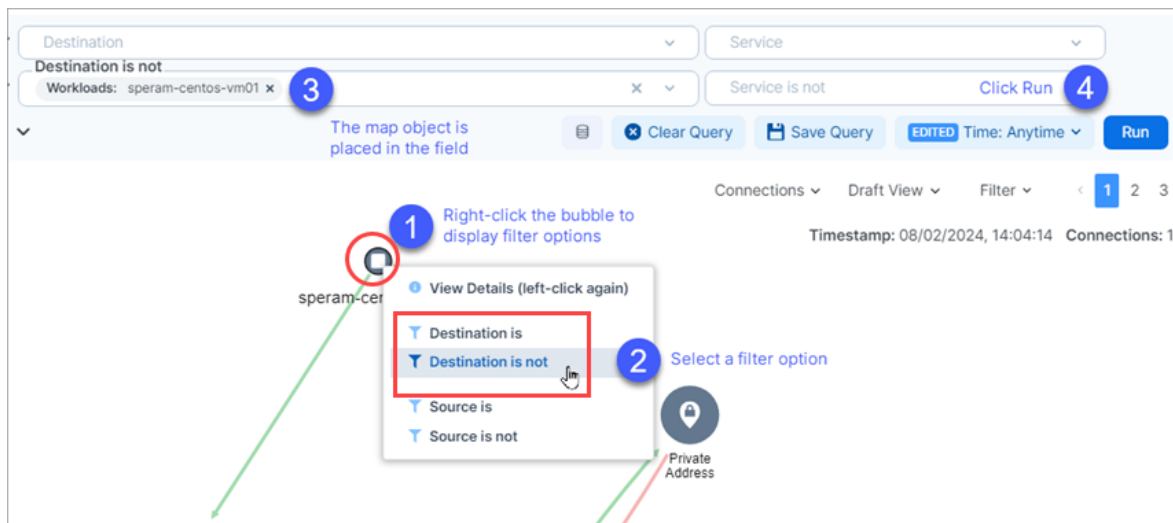 Destination
Service
Destination is not
Workloads: speram-centos-vm01 ×
3
Service is not
Click Run
4
The map object is
placed in the field
Clear Query
Save Query
EDITED Time: Anytime
Run
Connections
Draft View
Filter
< 1 2 3
1
Right-click the bubble to
display filter options
Timestamp: 08/02/2024, 14:04:14 Connections: 1
speram-cen
View Details (left-click again)
Destination is
Destination is not
2
Select a filter option
Source is
Source is not
Private
Address